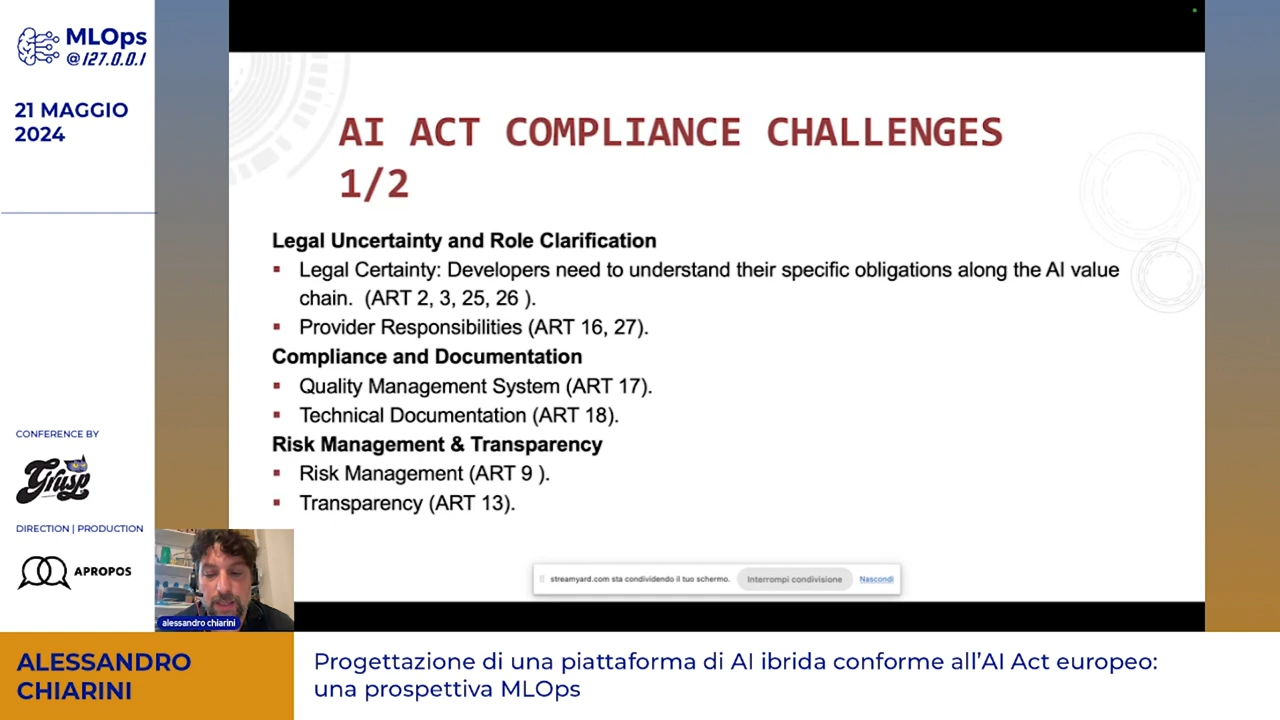 MLOps
@127.0.0.1
21 MAGGIO
2024
AI ACT COMPLIANCE CHALLENGES
1/2
Legal Uncertainty and Role Clarification
▪ Legal Certainty: Developers need to understand their specific obligations along the AI value
chain. (ART 2, 3, 25, 26 ).
▪ Provider Responsibilities (ART 16, 27).
Compliance and Documentation
▪ Quality Management System (ART 17).
▪ Technical Documentation (ART 18).
Risk Management & Transparency
▪ Risk Management (ART 9 ).
▪ Transparency (ART 13).
CONFERENCE BY
Grusp
DIRECTION | PRODUCTION
APROPOS
streamyard.com sta condividendo il tuo schermo. Interrompi condivisione Nascondi
alessandro chiarini
ALESSANDRO
CHIARINI
Progettazione di una piattaforma di AI ibrida conforme all'AI Act europeo:
una prospettiva MLOps